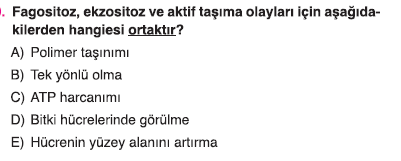 . Fagositoz, ekzositoz ve aktif taşıma olayları için aşağıda-
kilerden hangiesi ortaktır?
A) Polimer taşınımı
B) Tek yönlü olma
C) ATP harcanımı
D) Bitki hücrelerinde görülme
E) Hücrenin yüzey alanını artırma